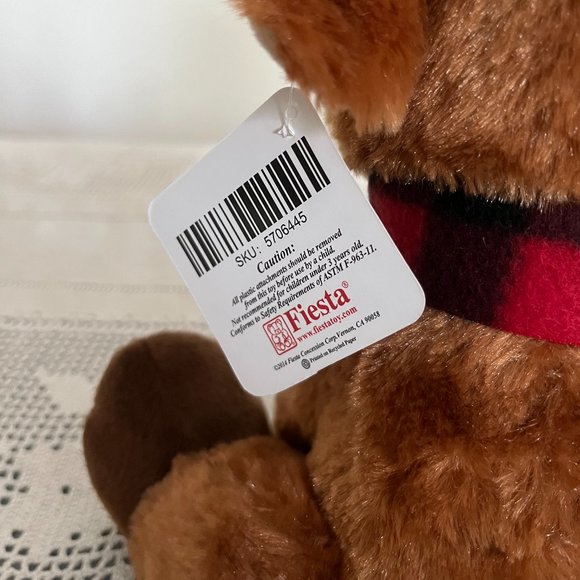 SKU: 5706445
Caution:
All plastic attachments should be removed
from this toy before use by a child.
Not recommended for children under 3 years old.
Conforms to Safety Requirements of ASTM F-963-11.
Fiesta®
www.fiestatoy.com
©2014 Fiesta Concession Corp. Vernon, CA 90058
Printed on Recycled Paper